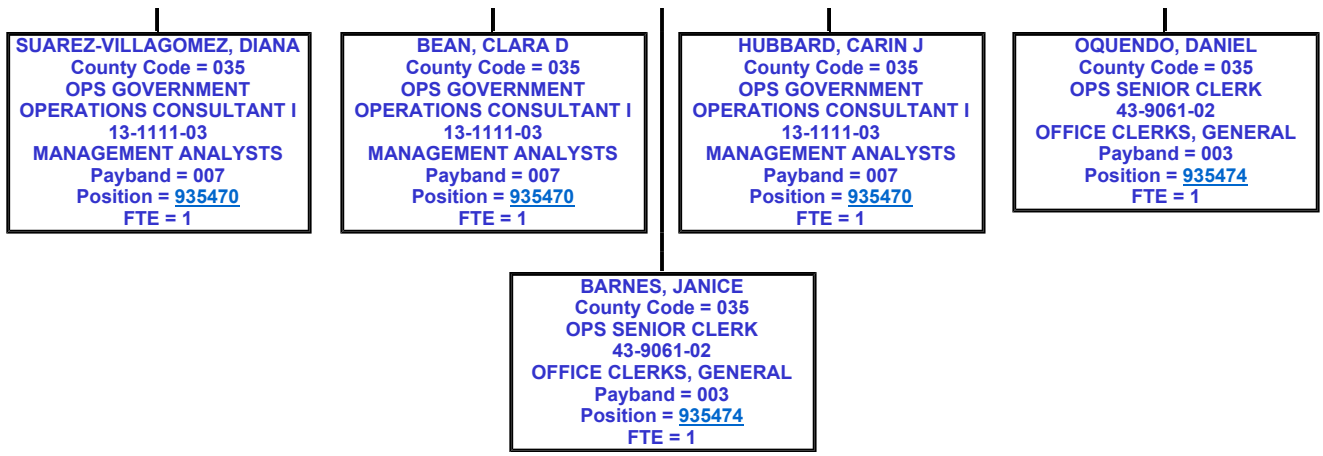 SUAREZ-VILLAGOMEZ, DIANA
County Code = 035
OPS GOVERNMENT
OPERATIONS CONSULTANT I
13-1111-03
MANAGEMENT ANALYSTS
Payband = 007
Position = 935470
FTE = 1
BEAN, CLARA D
County Code = 035
OPS GOVERNMENT
OPERATIONS CONSULTANT I
13-1111-03
MANAGEMENT ANALYSTS
Payband = 007
Position = 935470
FTE = 1
HUBBARD, CARIN J
County Code = 035
OPS GOVERNMENT
OPERATIONS CONSULTANT I
13-1111-03
MANAGEMENT ANALYSTS
Payband = 007
Position = 935470
FTE = 1
OQUENDO, DANIEL
County Code = 035
OPS SENIOR CLERK
43-9061-02
OFFICE CLERKS, GENERAL
Payband = 003
Position = 935474
FTE = 1
BARNES, JANICE
County Code = 035
OPS SENIOR CLERK
43-9061-02
OFFICE CLERKS, GENERAL
Payband = 003
Position = 935474
FTE = 1